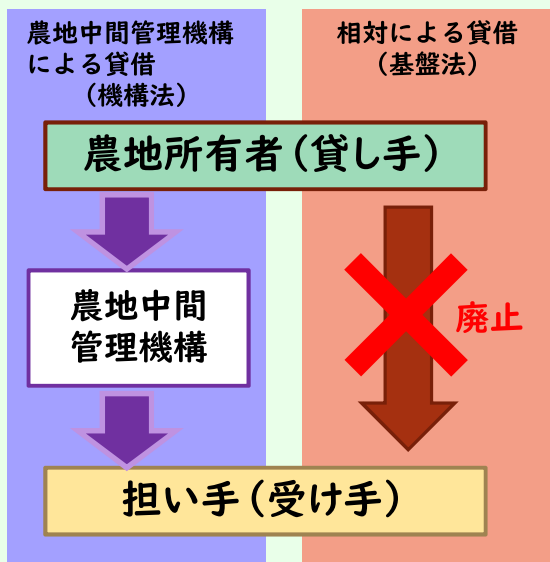 農地中間管理機構
による貸借
（機構法）
相対による貸借
（基盤法）
農地所有者（貸し手）
農地中間
管理機構
廃止
担い手（受け手）